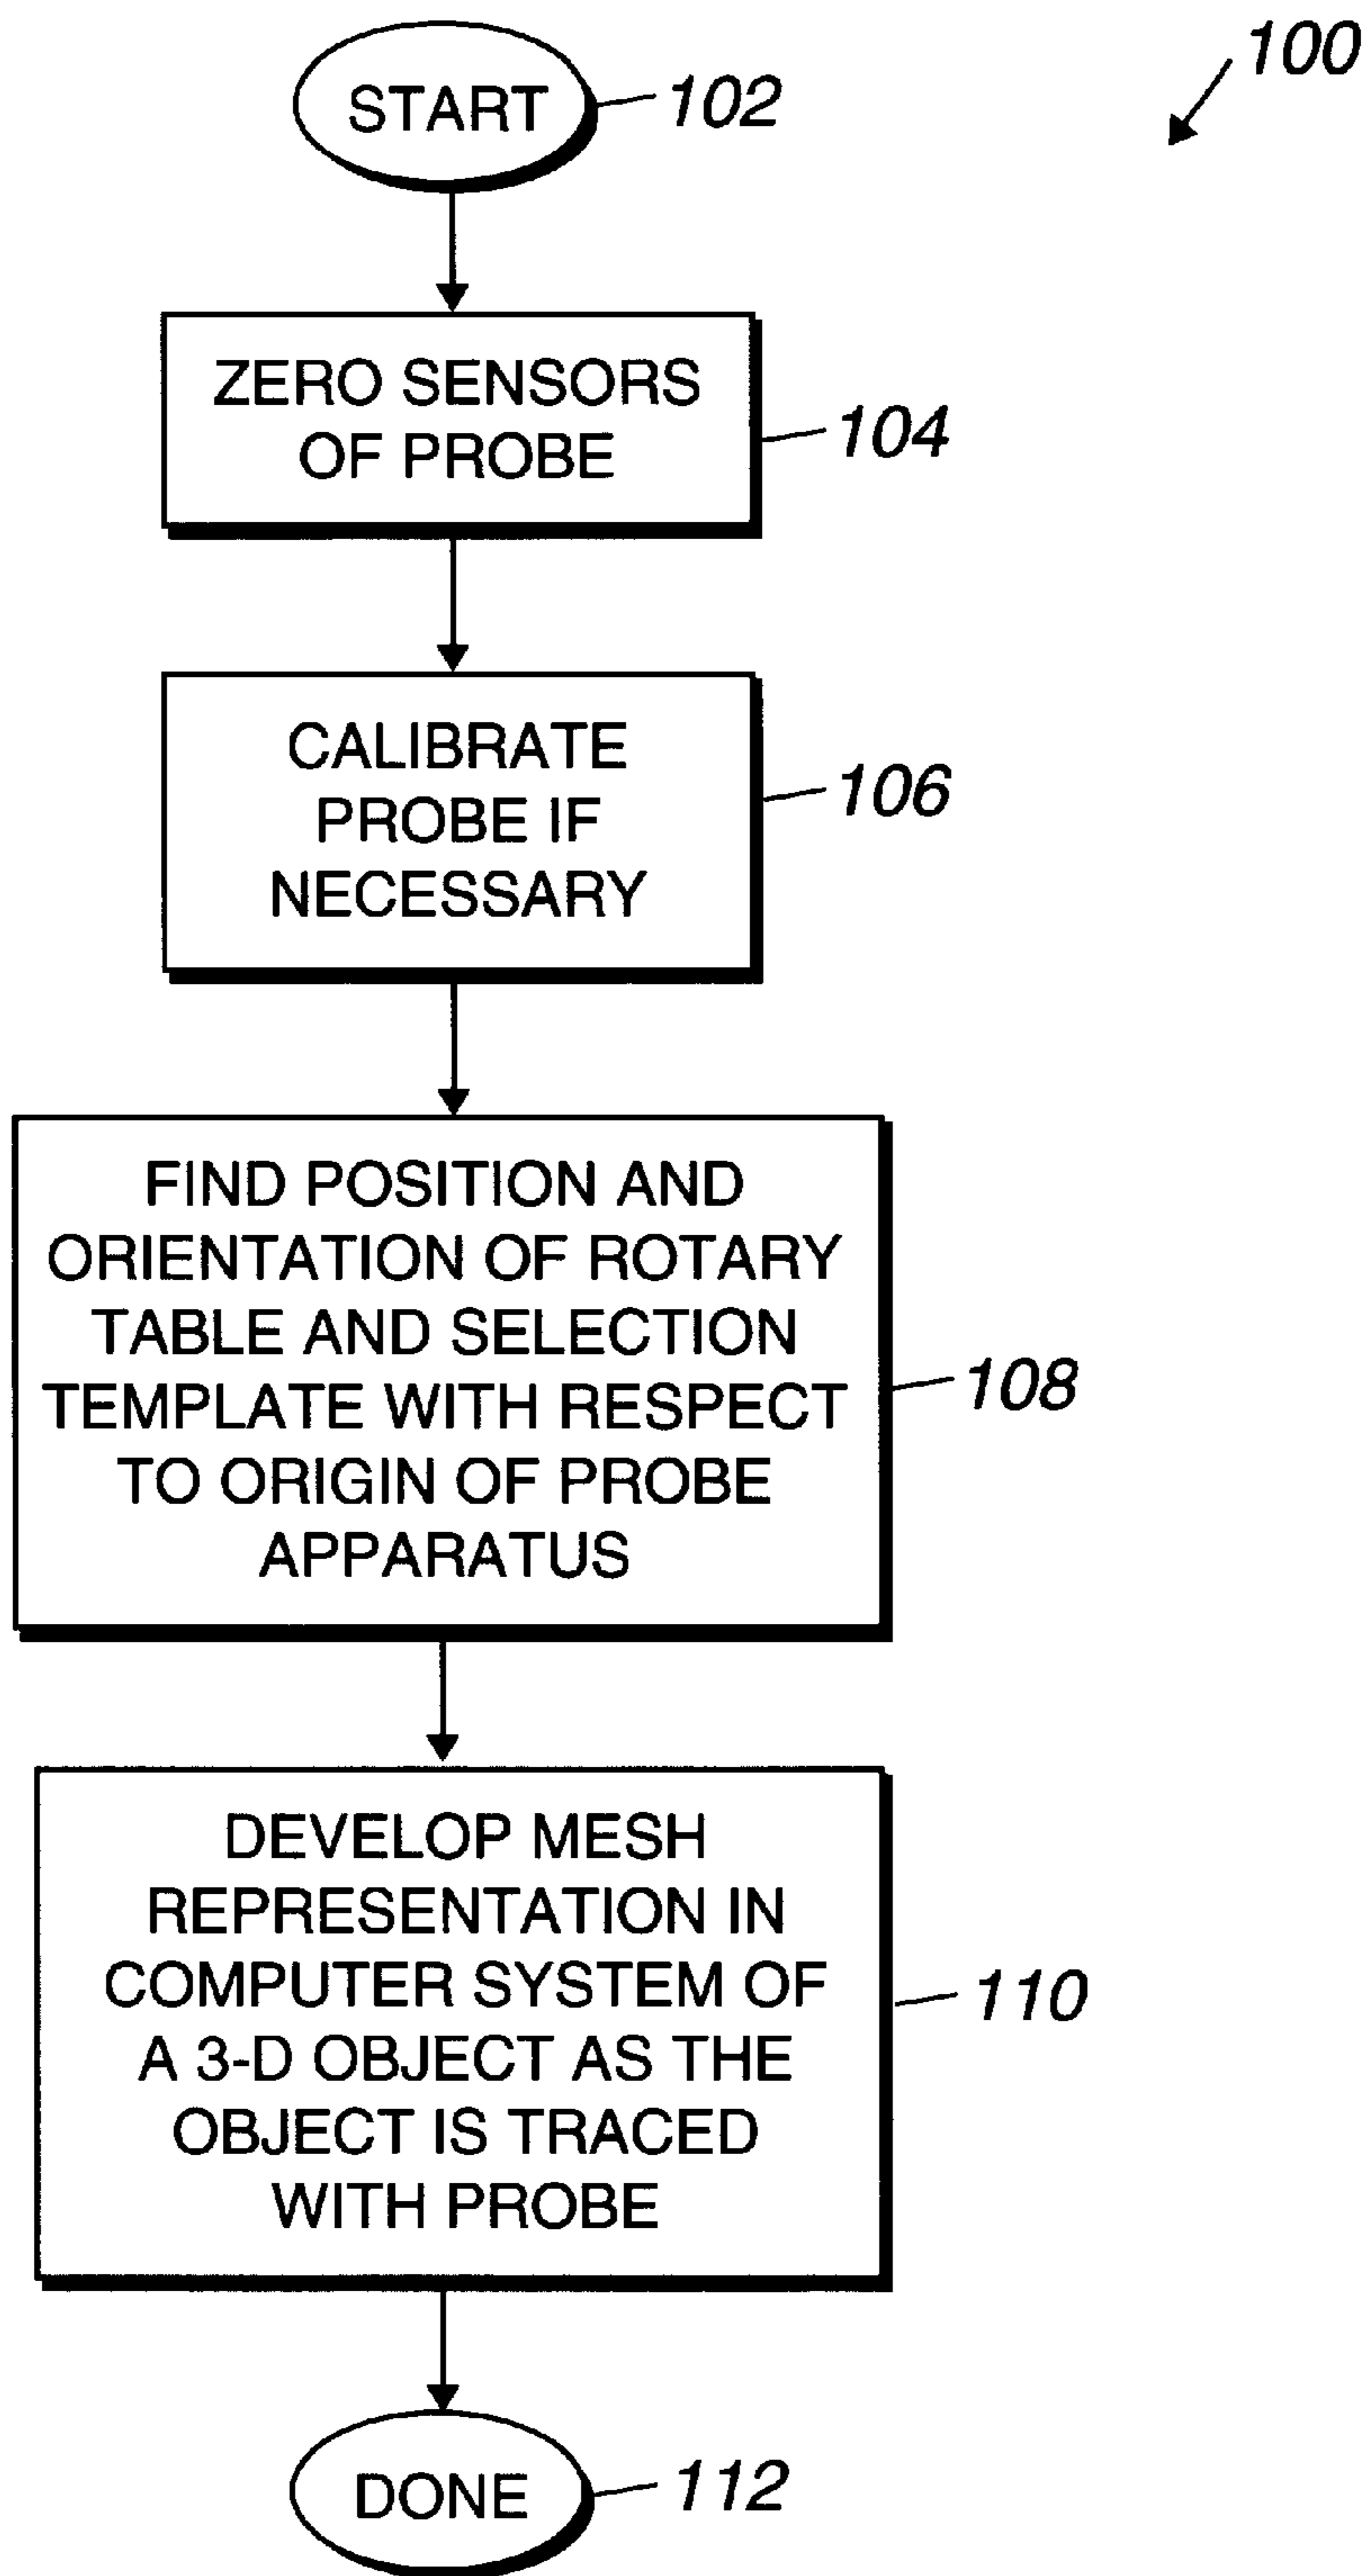 100
START
102
ZERO SENSORS
OF PROBE
104
CALIBRATE
PROBE IF
NECESSARY
106
FIND POSITION AND
ORIENTATION OF ROTARY
TABLE AND SELECTION
TEMPLATE WITH RESPECT
TO ORIGIN OF PROBE
APPARATUS
108
DEVELOP MESH
REPRESENTATION IN
COMPUTER SYSTEM OF
A 3-D OBJECT AS THE
OBJECT IS TRACED
WITH PROBE
110
DONE
112